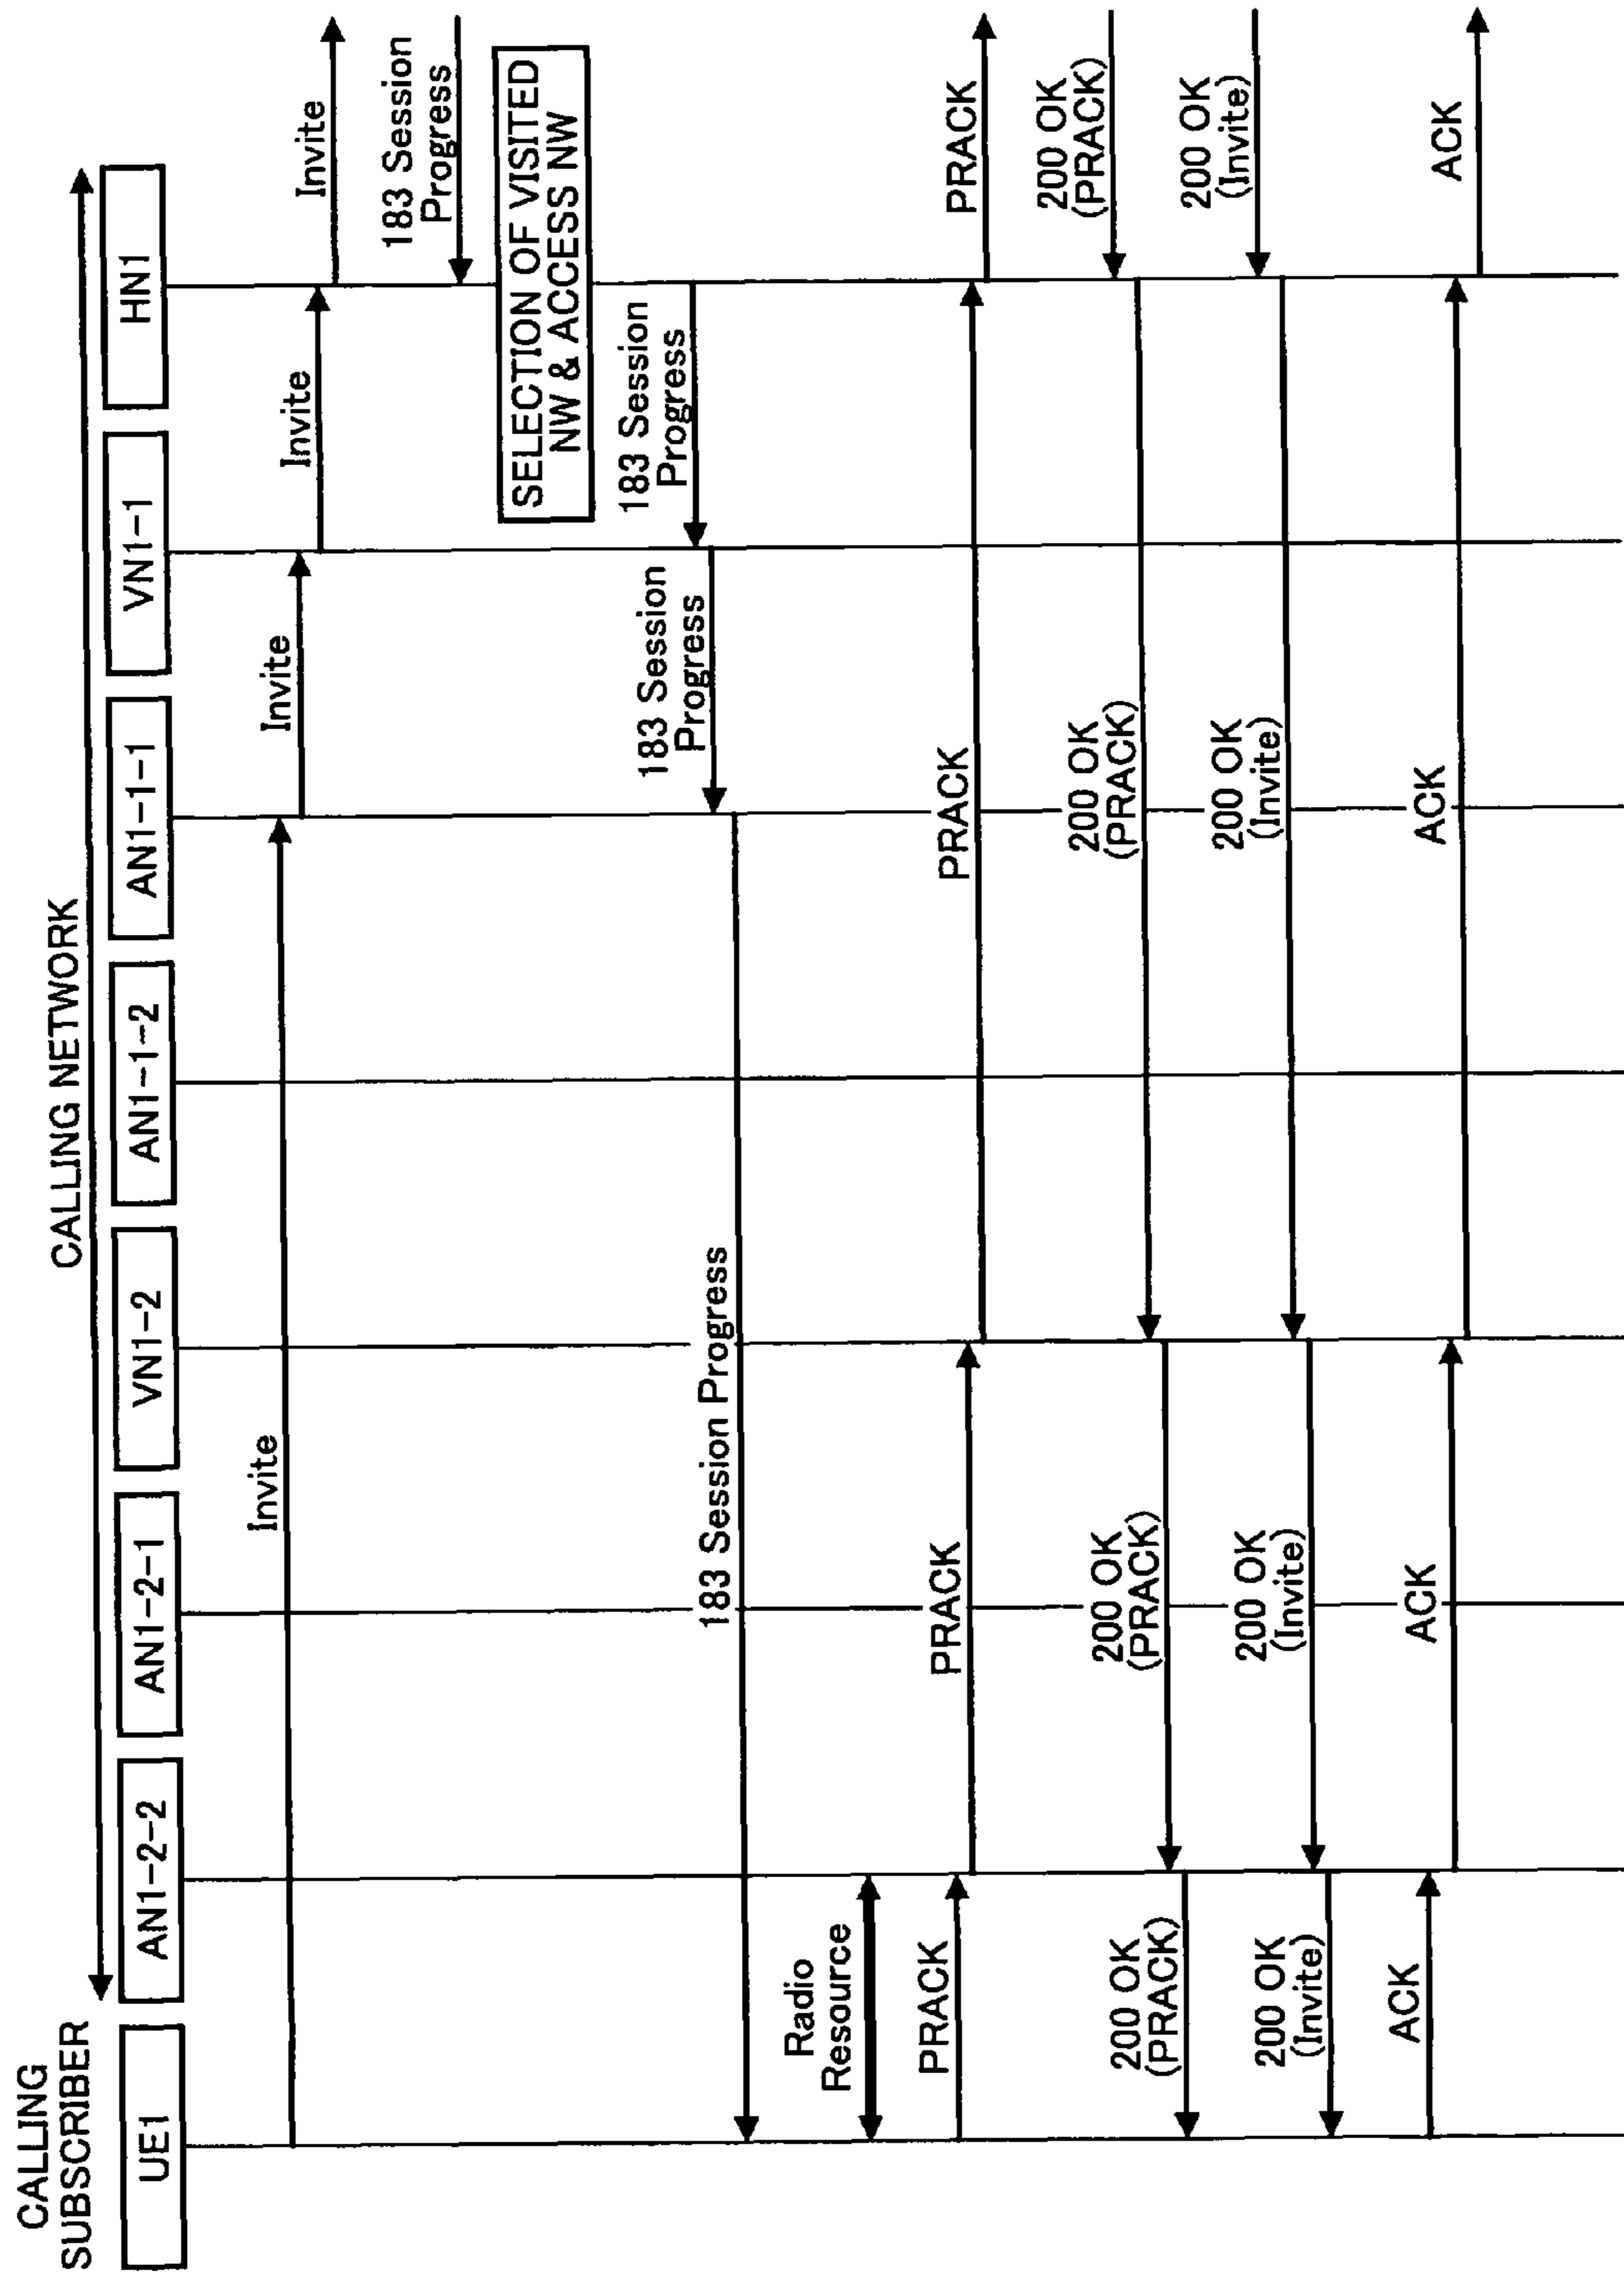 CALLING
SUBSCRIBER
CALLING NETWORK
UE1
AN1-2-2
AN1-2-1
VN1-2
AN1-1-2
AN1-1-1
VN1-1
HN1
Invite
Invite
Invite
Invite
183 Session
Progress
SELECTION OF VISITED
NW & ACCESS NW
183 Session
Progress
183 Session
Progress
183 Session Progress
Radio
Resource
PRACK
PRACK
PRACK
PRACK
200 OK
(PRACK)
200 OK
(PRACK)
200 OK
(PRACK)
200 OK
(PRACK)
200 OK
(Invite)
200 OK
(Invite)
200 OK
(Invite)
200 OK
(Invite)
ACK
ACK
ACK
ACK